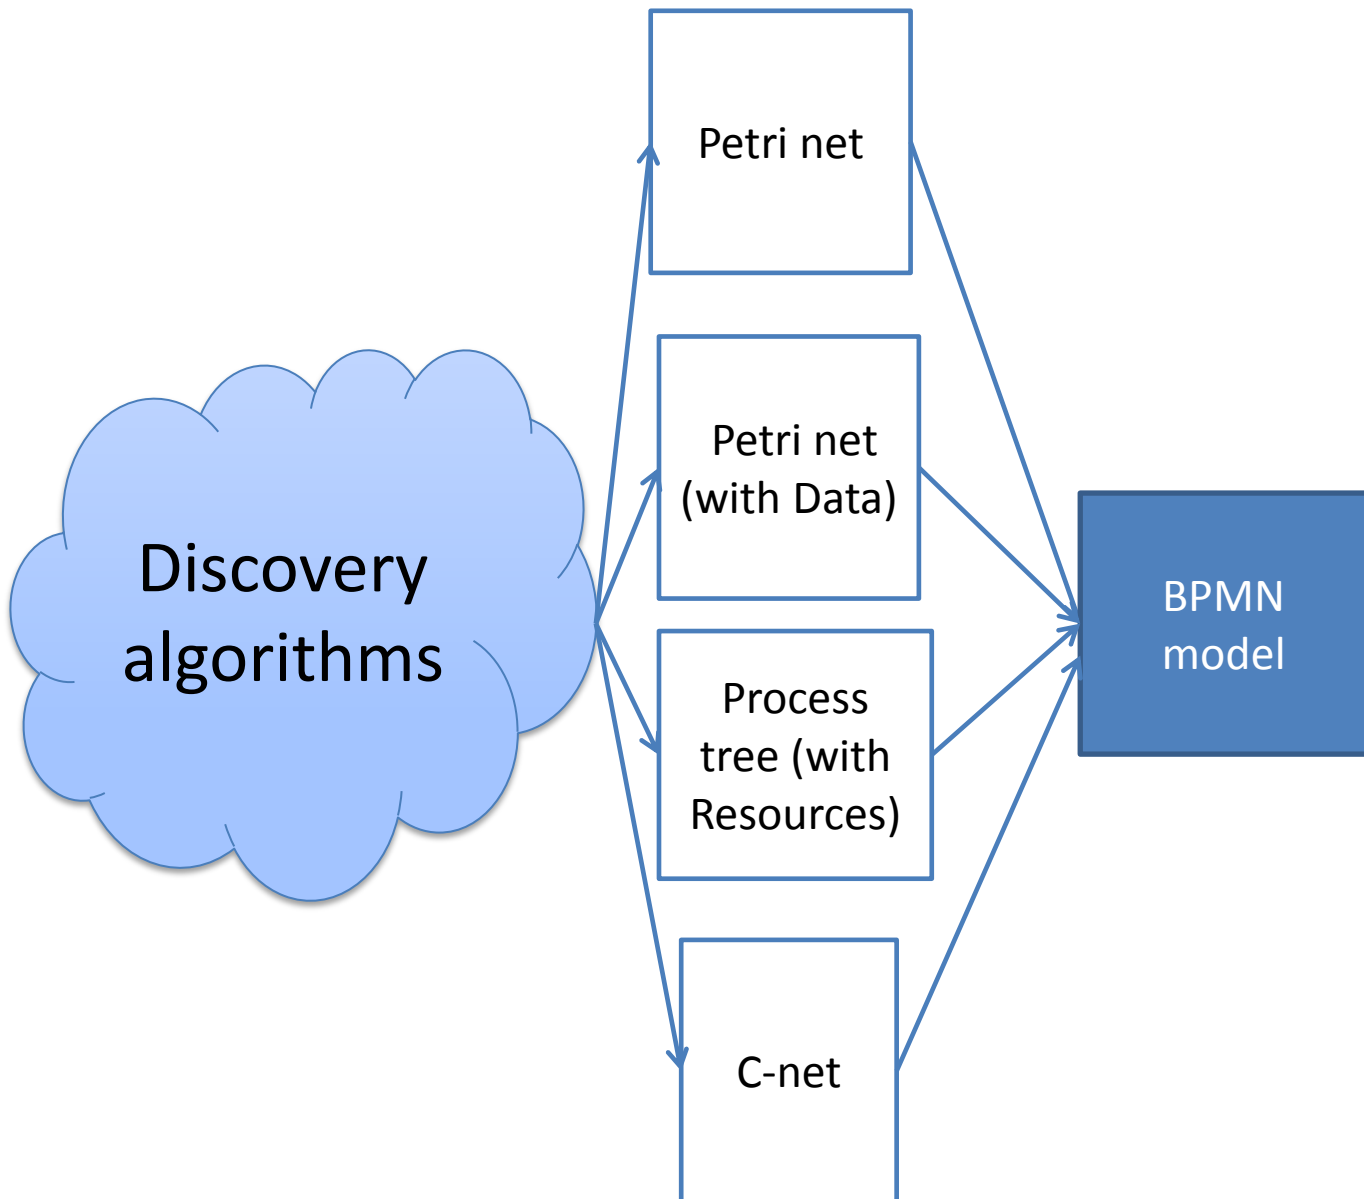 Discovery
algorithms
Petri net
Petri net
(with Data)
Process
tree (with
Resources)
C-net
BPMN
model